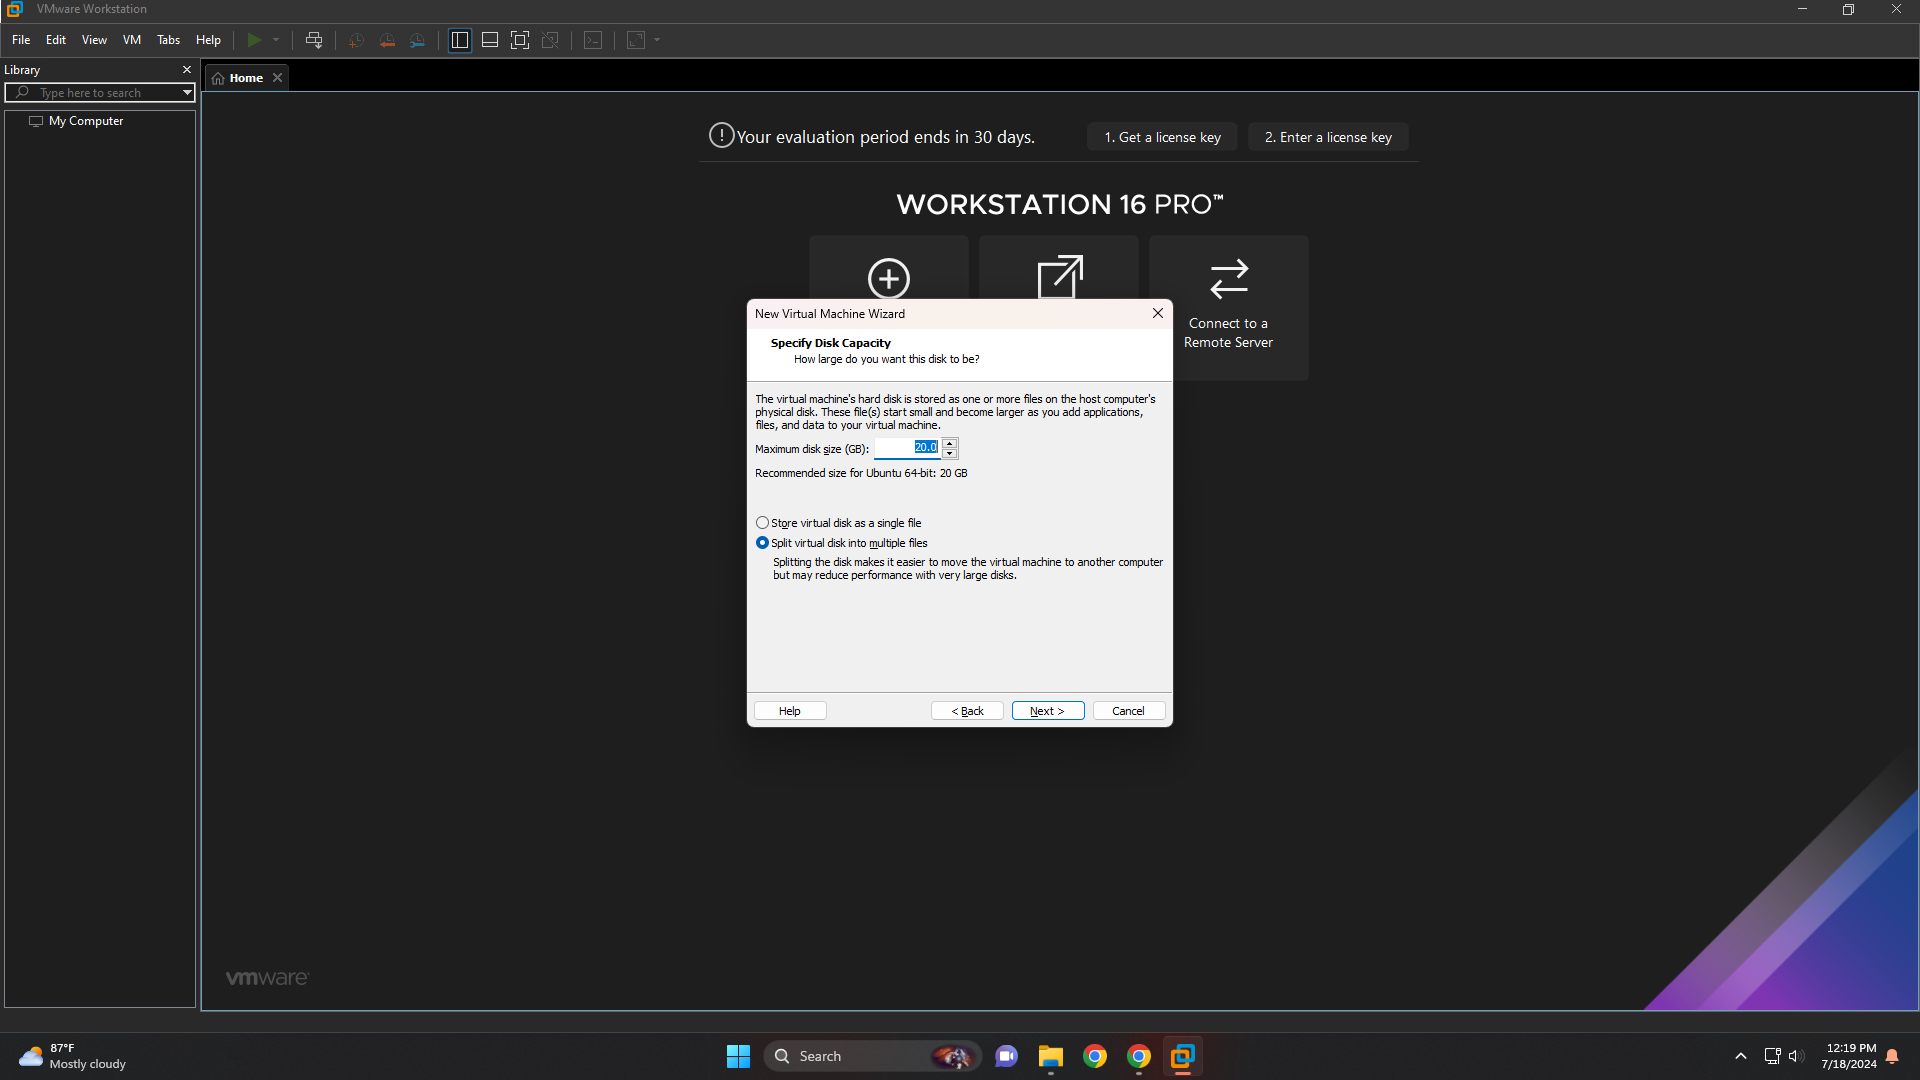 VMware Workstation
File Edit View VM Tabs Help
Library
Type here to search
My Computer
Home
Your evaluation period ends in 30 days.
1. Get a license key
2. Enter a license key
WORKSTATION 16 PRO™
Connect to a
Remote Server
New Virtual Machine Wizard
Specify Disk Capacity
How large do you want this disk to be?
The virtual machine's hard disk is stored as one or more files on the host computer's
physical disk. These file(s) start small and become larger as you add applications,
files, and data to your virtual machine.
Maximum disk size (GB): 20.0
Recommended size for Ubuntu 64-bit: 20 GB
Store virtual disk as a single file
Split virtual disk into multiple files
Splitting the disk makes it easier to move the virtual machine to another computer
but may reduce performance with very large disks.
Help
< Back
Next >
Cancel
vmware
87°F
Mostly cloudy
Search
12:19 PM
7/18/2024